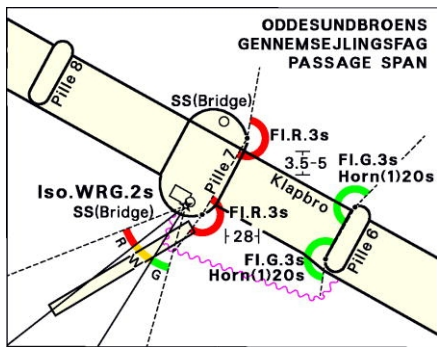 ODDESUNDBROENS
GENNEMSEJLINGSFAG
PASSAGE SPAN
Pille 8
SS(Bridge)
Fl.R.3s
3.5-5
Fl.G.3s
Horn(1)20s
Pille 7
Klapbro
Iso.WRG.2s
SS(Bridge)
Fl.R.3s
28
Pille 6
Fl.G.3s
Horn(1)20s
R W G